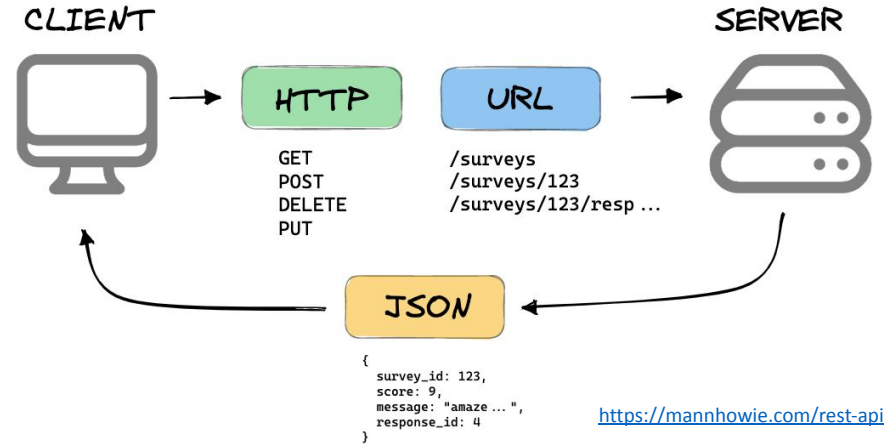 CLIENT
SERVER
HTTP
URL
GET
POST
DELETE
PUT
/surveys
/surveys/123
/surveys/123/resp ...
JSON
{
survey_id: 123,
score: 9,
message: "amaze ... ",
response_id: 4
}
https://mannhowie.com/rest-api